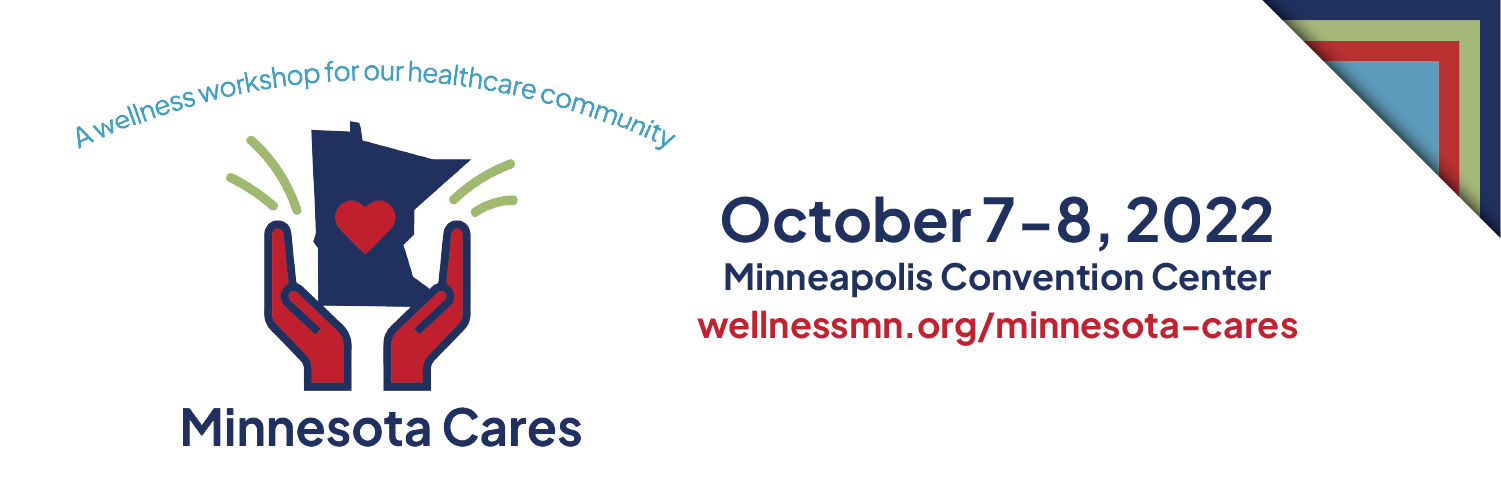 A wellness workshop for our healthcare community
Minnesota Cares
October 7–8, 2022
Minneapolis Convention Center
wellnessmn.org/minnesota-cares